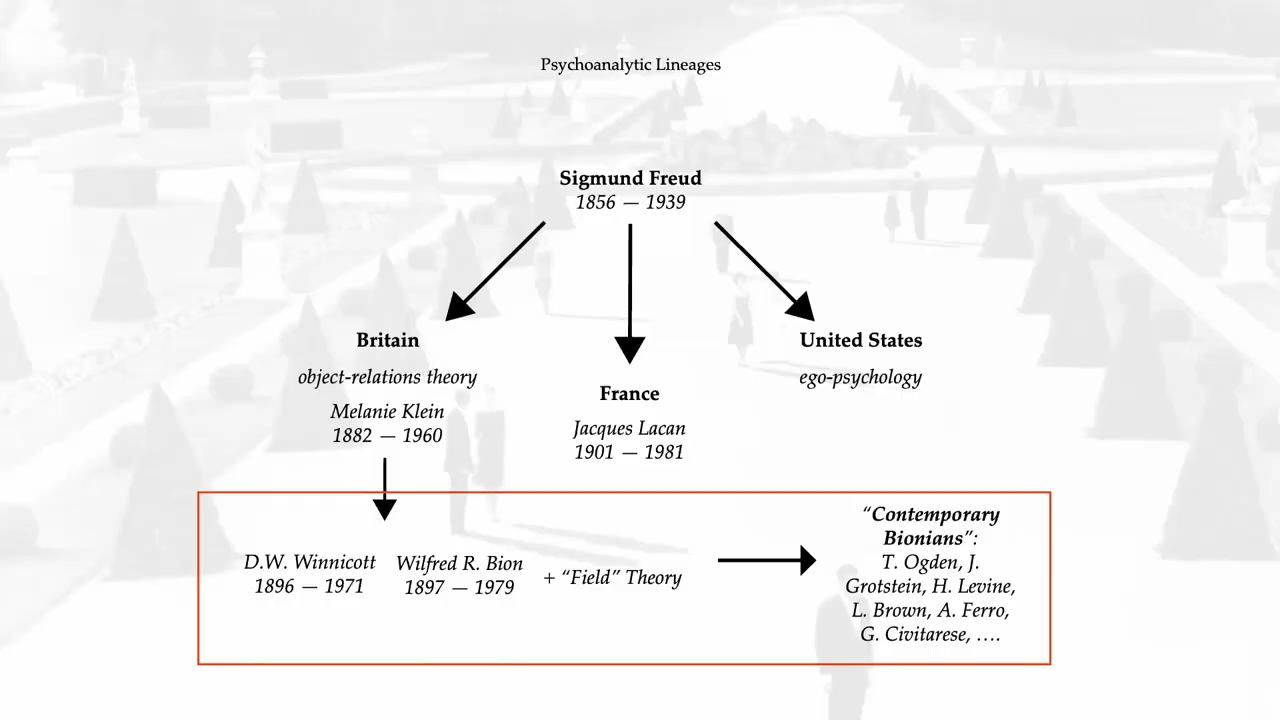 Psychoanalytic Lineages
Sigmund Freud
1856 — 1939
Britain
object-relations theory
Melanie Klein
1882 — 1960
France
Jacques Lacan
1901 — 1981
United States
ego-psychology
D.W. Winnicott
1896 — 1971
Wilfred R. Bion
1897 — 1979
+ “Field” Theory
“Contemporary
Bionians”:
T. Ogden, J.
Grotstein, H. Levine,
L. Brown, A. Ferro,
G. Civitarese, ….